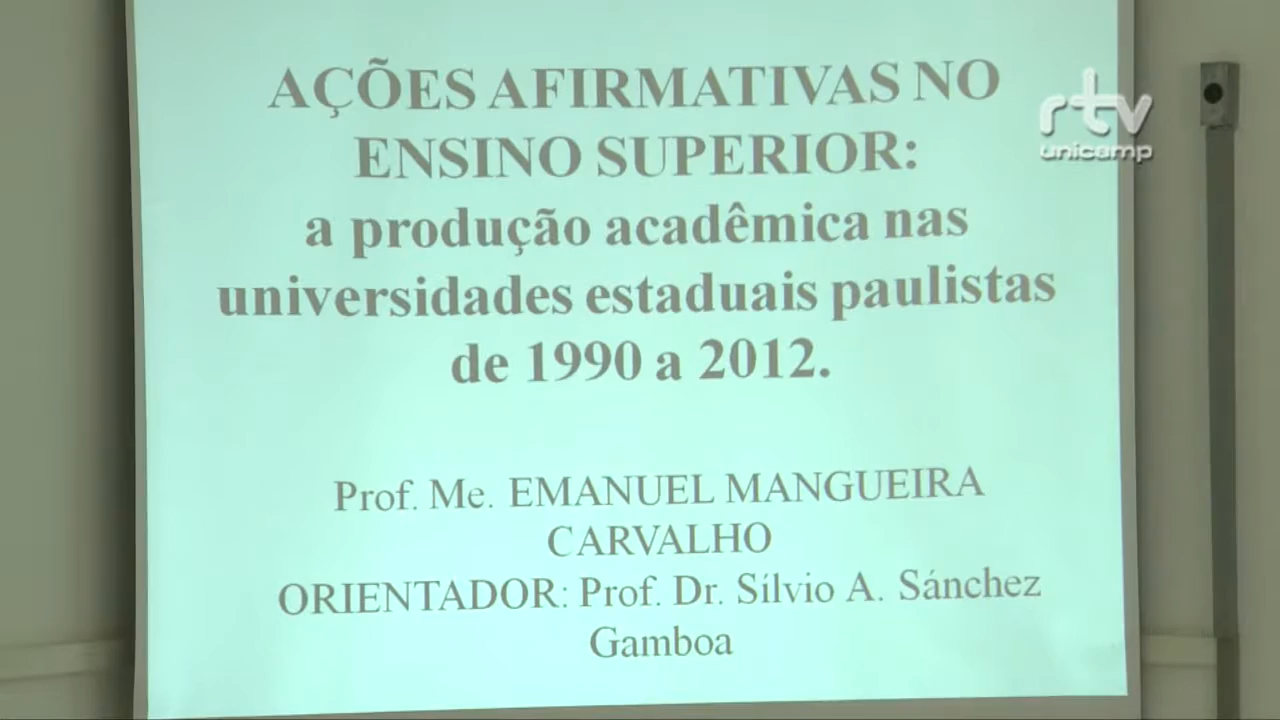 AÇÕES AFIRMATIVAS NO
ENSINO SUPERIOR:
a produção acadêmica nas
universidades estaduais paulistas
de 1990 a 2012.
Prof. Me. EMANUEL MANGUEIRA
CARVALHO
ORIENTADOR: Prof. Dr. Sílvio A. Sánchez
Gamboa
rtv
unicamp